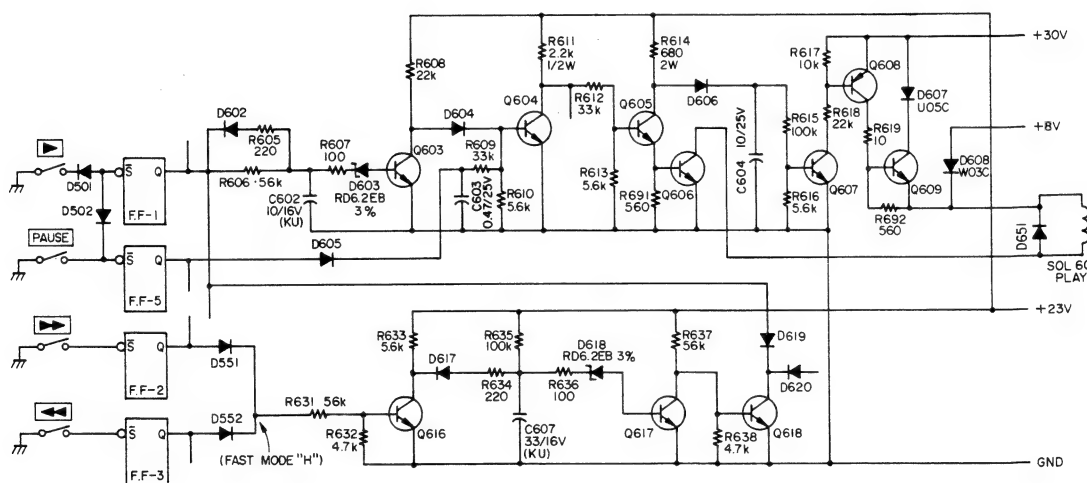 +30V
R611
2.2k
1/2W
R614
680
2W
R617
10k
Q608
R608
22k
Q604
R612
33k
Q605
D606
D607
U05C
D602
D604
R605
220
R607
100
Q603
R609
33k
C604 10/25V
R615
100k
R618
22k
R619
10
+8V
D501
S̅ Q
F.F-1
R606 56k
D603
RD6.2EB
3%
C602
10/16V
(KU)
C603
0.47/25V
R610
5.6k
R613
5.6k
R691
560
Q606
R616
5.6k
Q607
Q609
D608
W03C
R692
560
D502
PAUSE
D605
D651
SOL 60
PLAY
S̅ Q
F.F-5
+23V
R633
5.6k
R635
100k
D618
RD6.2EB 3%
R637
56k
D619
D617
S̅ Q
F.F-2
D551
R634
220
R636
100
D620
R631 56k
D552
R632
4.7k
Q616
C607
33/16V
(KU)
Q617
R638
4.7k
Q618
S̅ Q
F.F-3
(FAST MODE "H")
GND